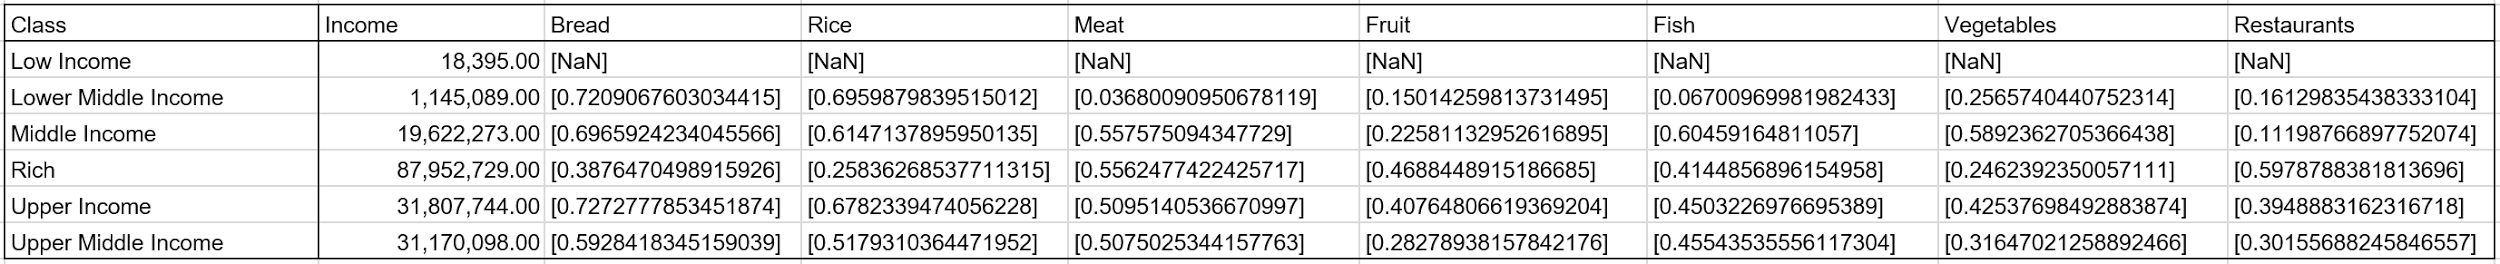 Class Income Bread Rice Meat Fruit Fish Vegetables Restaurants
Low Income 18,395.00 [NaN] [NaN] [NaN] [NaN] [NaN] [NaN] [NaN]
Lower Middle Income 1,145,089.00 [0.7209067603034415] [0.6959879839515012] [0.03680090950678119] [0.15014259813731495] [0.06700969981982433] [0.2565740440752314] [0.16129835438333104]
Middle Income 19,622,273.00 [0.6965924234045566] [0.6147137895950135] [0.557575094347729] [0.22581132952616895] [0.60459164811057] [0.5892362705366438] [0.11198766897752074]
Rich 87,952,729.00 [0.3876470498915926] [0.25836268537711315] [0.5562477422425717] [0.4688448915186685] [0.4144856896154958] [0.2462392350057111] [0.5978788381813696]
Upper Income 31,807,744.00 [0.7272777853451874] [0.6782339474056228] [0.5095140536670997] [0.40764806619369204] [0.4503226976695389] [0.42537698492883874] [0.3948883162316718]
Upper Middle Income 31,170,098.00 [0.5928418345159039] [0.5179310364471952] [0.5075025344157763] [0.28278938157842176] [0.45543535556117304] [0.31647021258892466] [0.30155688245846557]